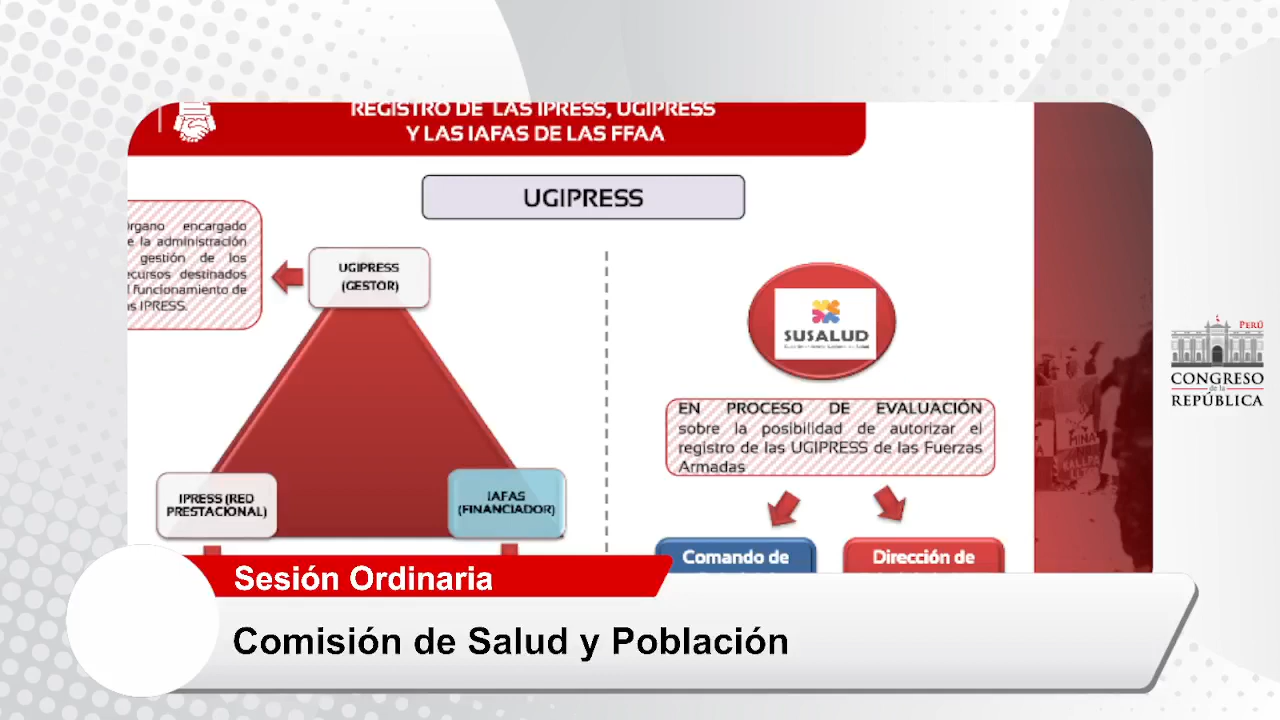 REGISTRO DE LAS IPRESS, UGIPRESS
Y LAS IAFAS DE LAS FFAA
UGIPRESS
encargado
la administración
gestión de los
destinados
funcionamiento de
IPRESS.
UGIPRESS
(GESTOR)
IPRESS (RED
PRESTACIONAL)
IAFAS
(FINANCIADOR)
SUSALUD
EN PROCESO DE EVALUACIÓN
sobre la posibilidad de autorizar el
registro de las UGIPRESS de las Fuerzas
Armadas
Comando de
Dirección de
PERÚ
CONGRESO
de la
REPÚBLICA
Sesión Ordinaria
Comisión de Salud y Población